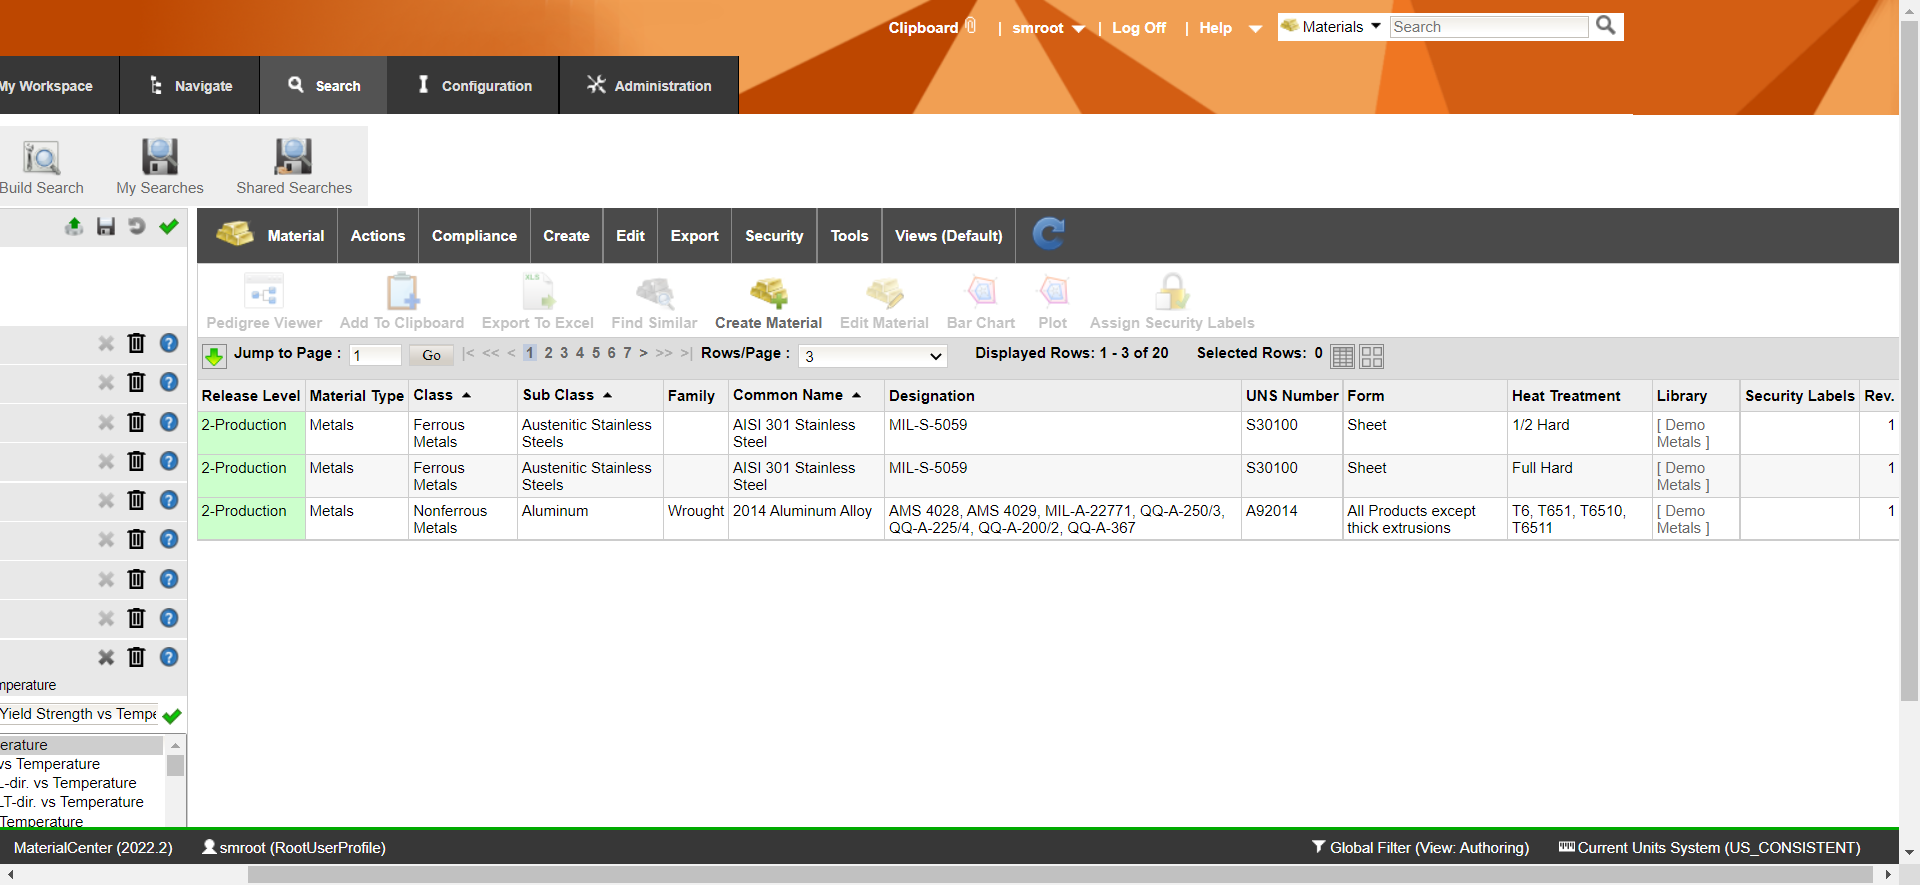 Clipboard | smroot | Log Off | Help Materials Search
My Workspace Navigate Search Configuration Administration
Build Search My Searches Shared Searches
Material Actions Compliance Create Edit Export Security Tools Views (Default)
Pedigree Viewer Add To Clipboard Export To Excel Find Similar Create Material Edit Material Bar Chart Plot Assign Security Labels
Jump to Page : 1 Go |< << < 1 2 3 4 5 6 7 > >> >| Rows/Page : 3 Displayed Rows: 1 - 3 of 20 Selected Rows: 0
Release Level Material Type Class Sub Class Family Common Name Designation UNS Number Form Heat Treatment Library Security Labels Rev.
2-Production Metals Ferrous Austenitic Stainless AISI 301 Stainless MIL-S-5059 S30100 Sheet 1/2 Hard [ Demo 1
Metals Steels Steel Metals ]
2-Production Metals Ferrous Austenitic Stainless AISI 301 Stainless MIL-S-5059 S30100 Sheet Full Hard [ Demo 1
Metals Steels Steel Metals ]
2-Production Metals Nonferrous Aluminum Wrought 2014 Aluminum Alloy AMS 4028, AMS 4029, MIL-A-22771, QQ-A-250/3, A92014 All Products except T6, T651, T6510, [ Demo 1
Metals QQ-A-225/4, QQ-A-200/2, QQ-A-367 thick extrusions T6511 Metals ]
mperature
Yield Strength vs Tempe
erature
vs Temperature
L-dir. vs Temperature
LT-dir. vs Temperature
Temperature
MaterialCenter (2022.2) smroot (RootUserProfile) Global Filter (View: Authoring) Current Units System (US_CONSISTENT)